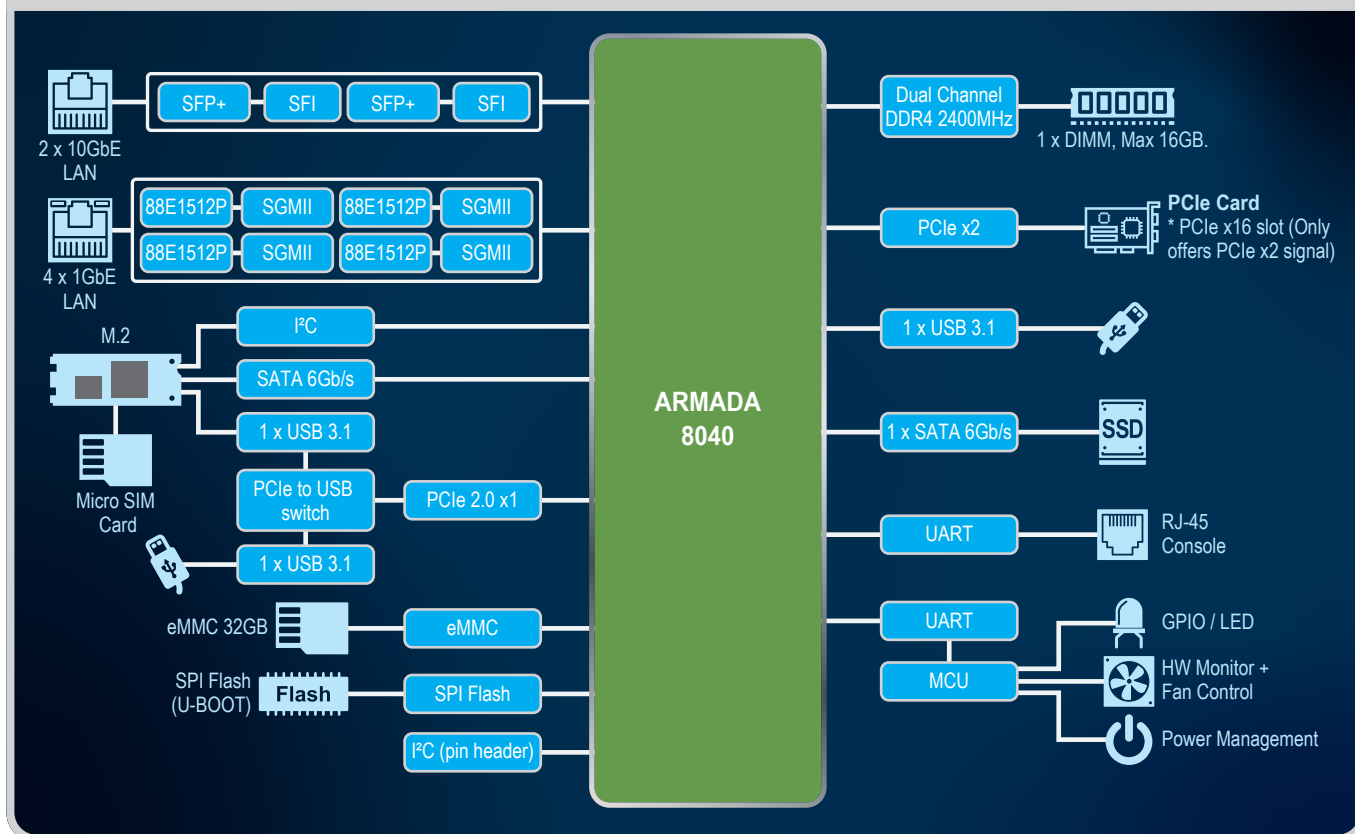 SFP+ SFI SFP+ SFI
2 x 10GbE
LAN
88E1512P SGMII 88E1512P SGMII
88E1512P SGMII 88E1512P SGMII
4 x 1GbE
LAN
M.2
I²C
SATA 6Gb/s
1 x USB 3.1
Micro SIM
Card
PCIe to USB
switch
PCIe 2.0 x1
1 x USB 3.1
eMMC 32GB
eMMC
SPI Flash
(U-BOOT)
Flash
SPI Flash
I²C (pin header)
ARMADA
8040
Dual Channel
DDR4 2400MHz
1 x DIMM, Max 16GB.
PCIe x2
PCIe Card
* PCIe x16 slot (Only
offers PCIe x2 signal)
1 x USB 3.1
1 x SATA 6Gb/s
SSD
UART
RJ-45
Console
UART
MCU
GPIO / LED
HW Monitor +
Fan Control
Power Management